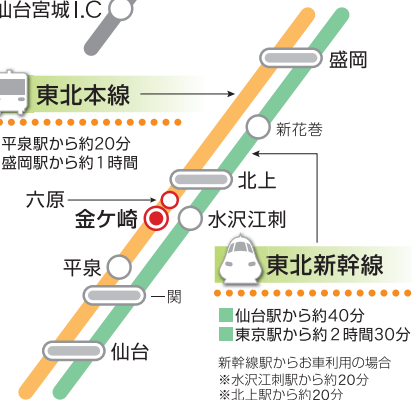 仙台宮城I.C
盛岡
東北本線
新花巻
平泉駅から約20分
盛岡駅から約1時間
北上
六原
金ケ崎
水沢江刺
平泉
東北新幹線
一関
仙台駅から約40分
東京駅から約2時間30分
仙台
新幹線駅からお車利用の場合
※水沢江刺駅から約20分
※北上駅から約20分